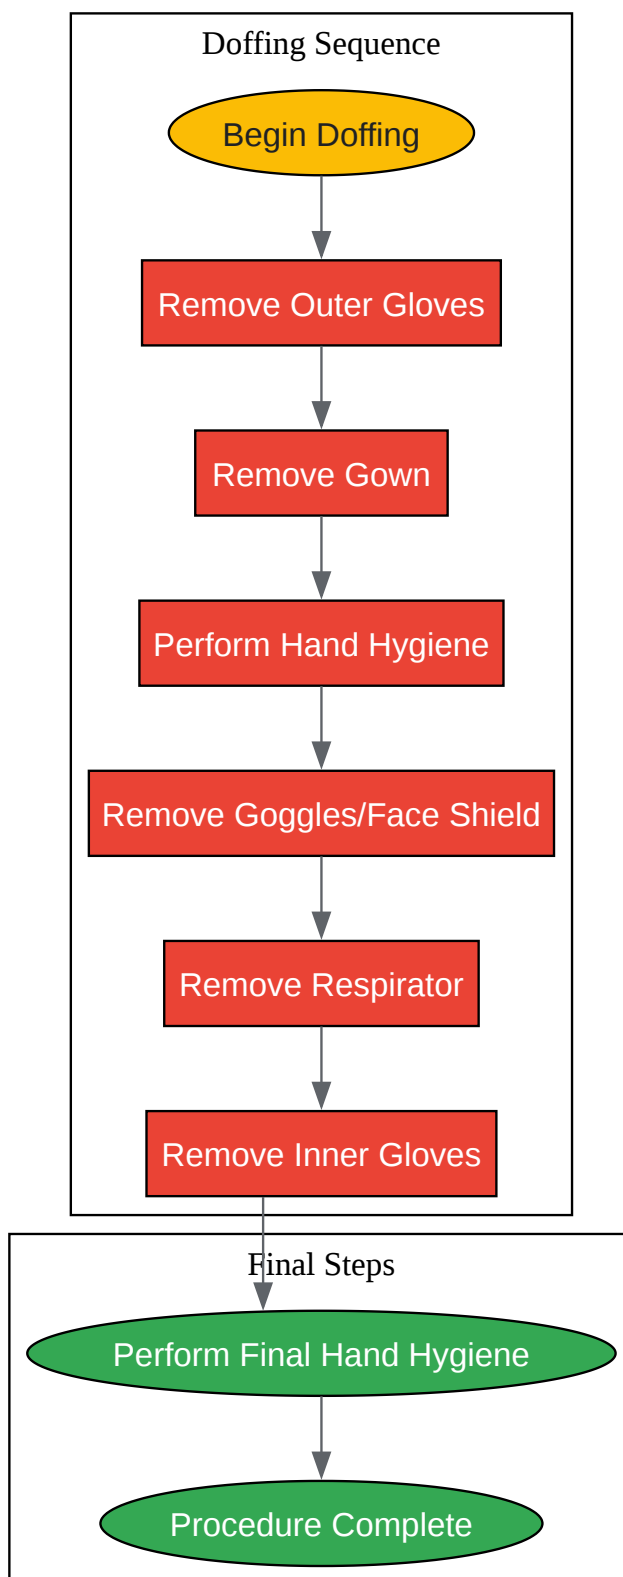 Doffing Sequence
Begin Doffing
Remove Outer Gloves
Remove Gown
Perform Hand Hygiene
Remove Goggles/Face Shield
Remove Respirator
Remove Inner Gloves
Final Steps
Perform Final Hand Hygiene
Procedure Complete